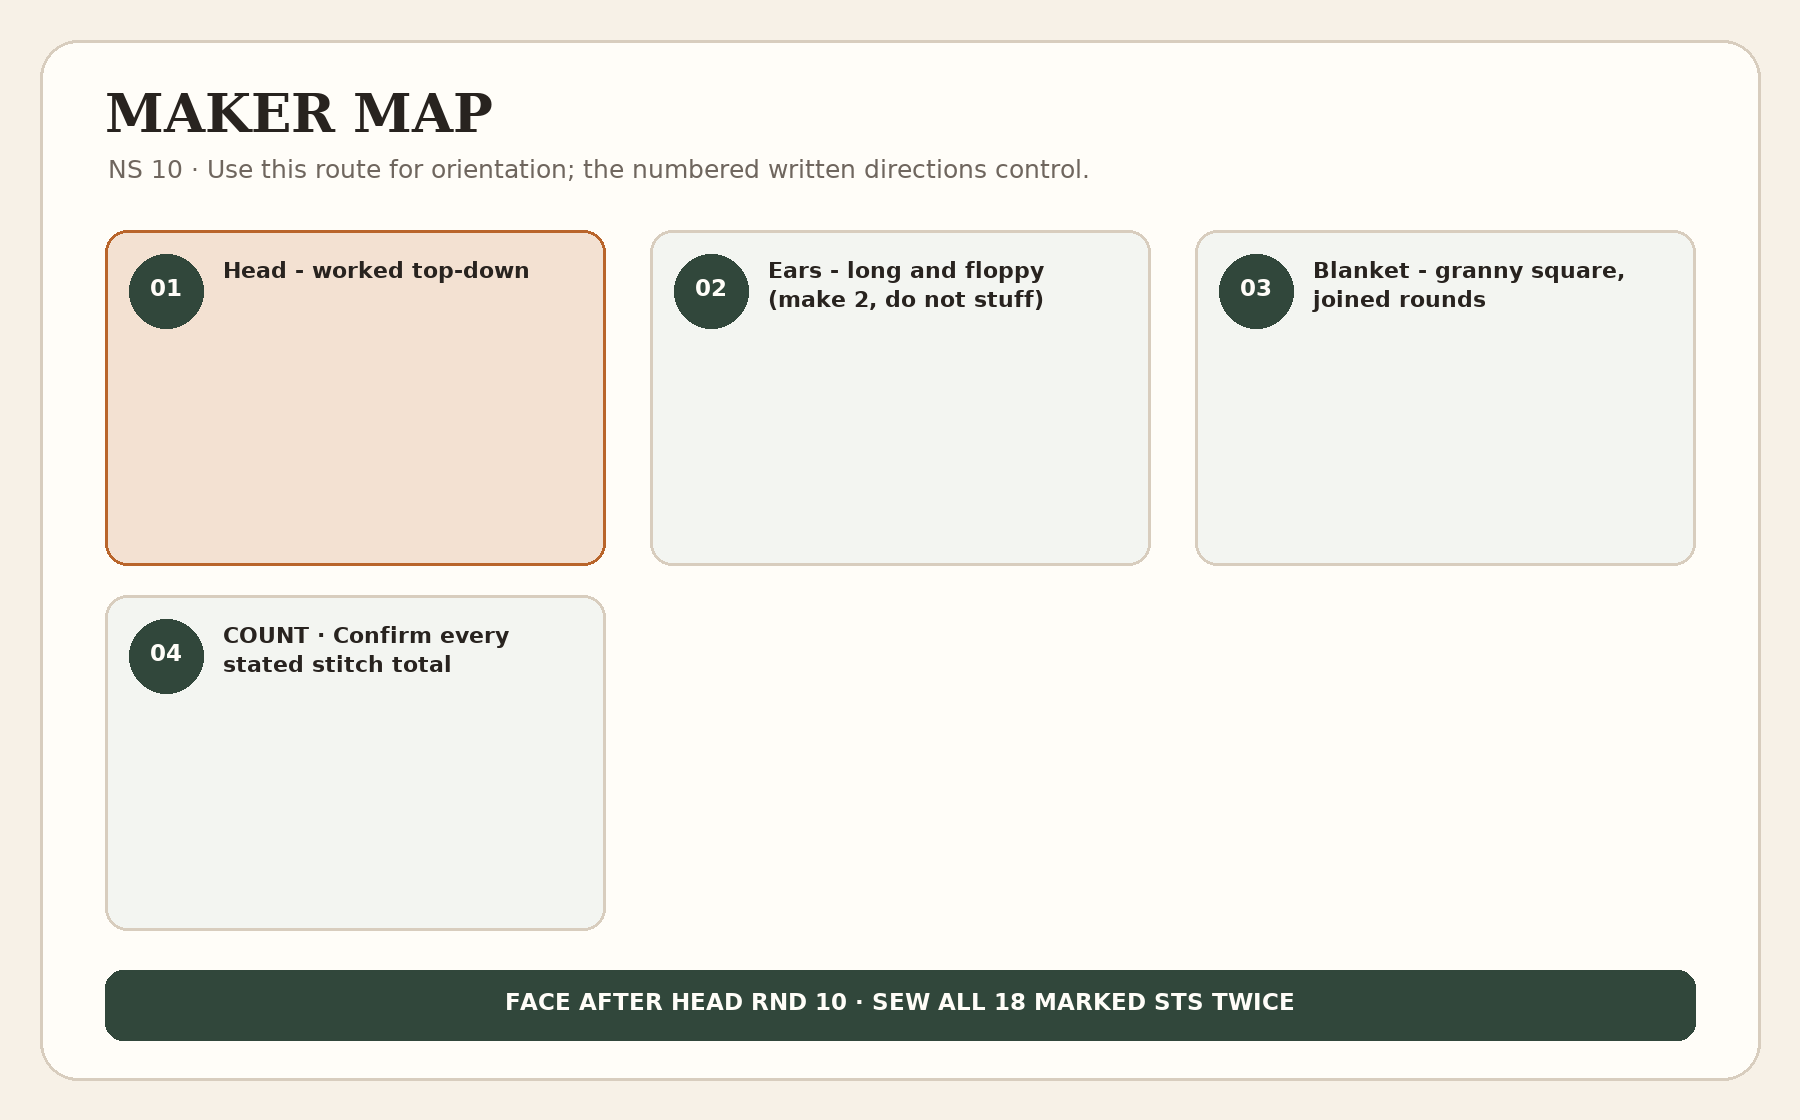 MAKER MAP
NS 10 · Use this route for orientation; the numbered written directions control.
01
Head - worked top-down
02
Ears - long and floppy
(make 2, do not stuff)
03
Blanket - granny square,
joined rounds
04
COUNT · Confirm every
stated stitch total
FACE AFTER HEAD RND 10 · SEW ALL 18 MARKED STS TWICE